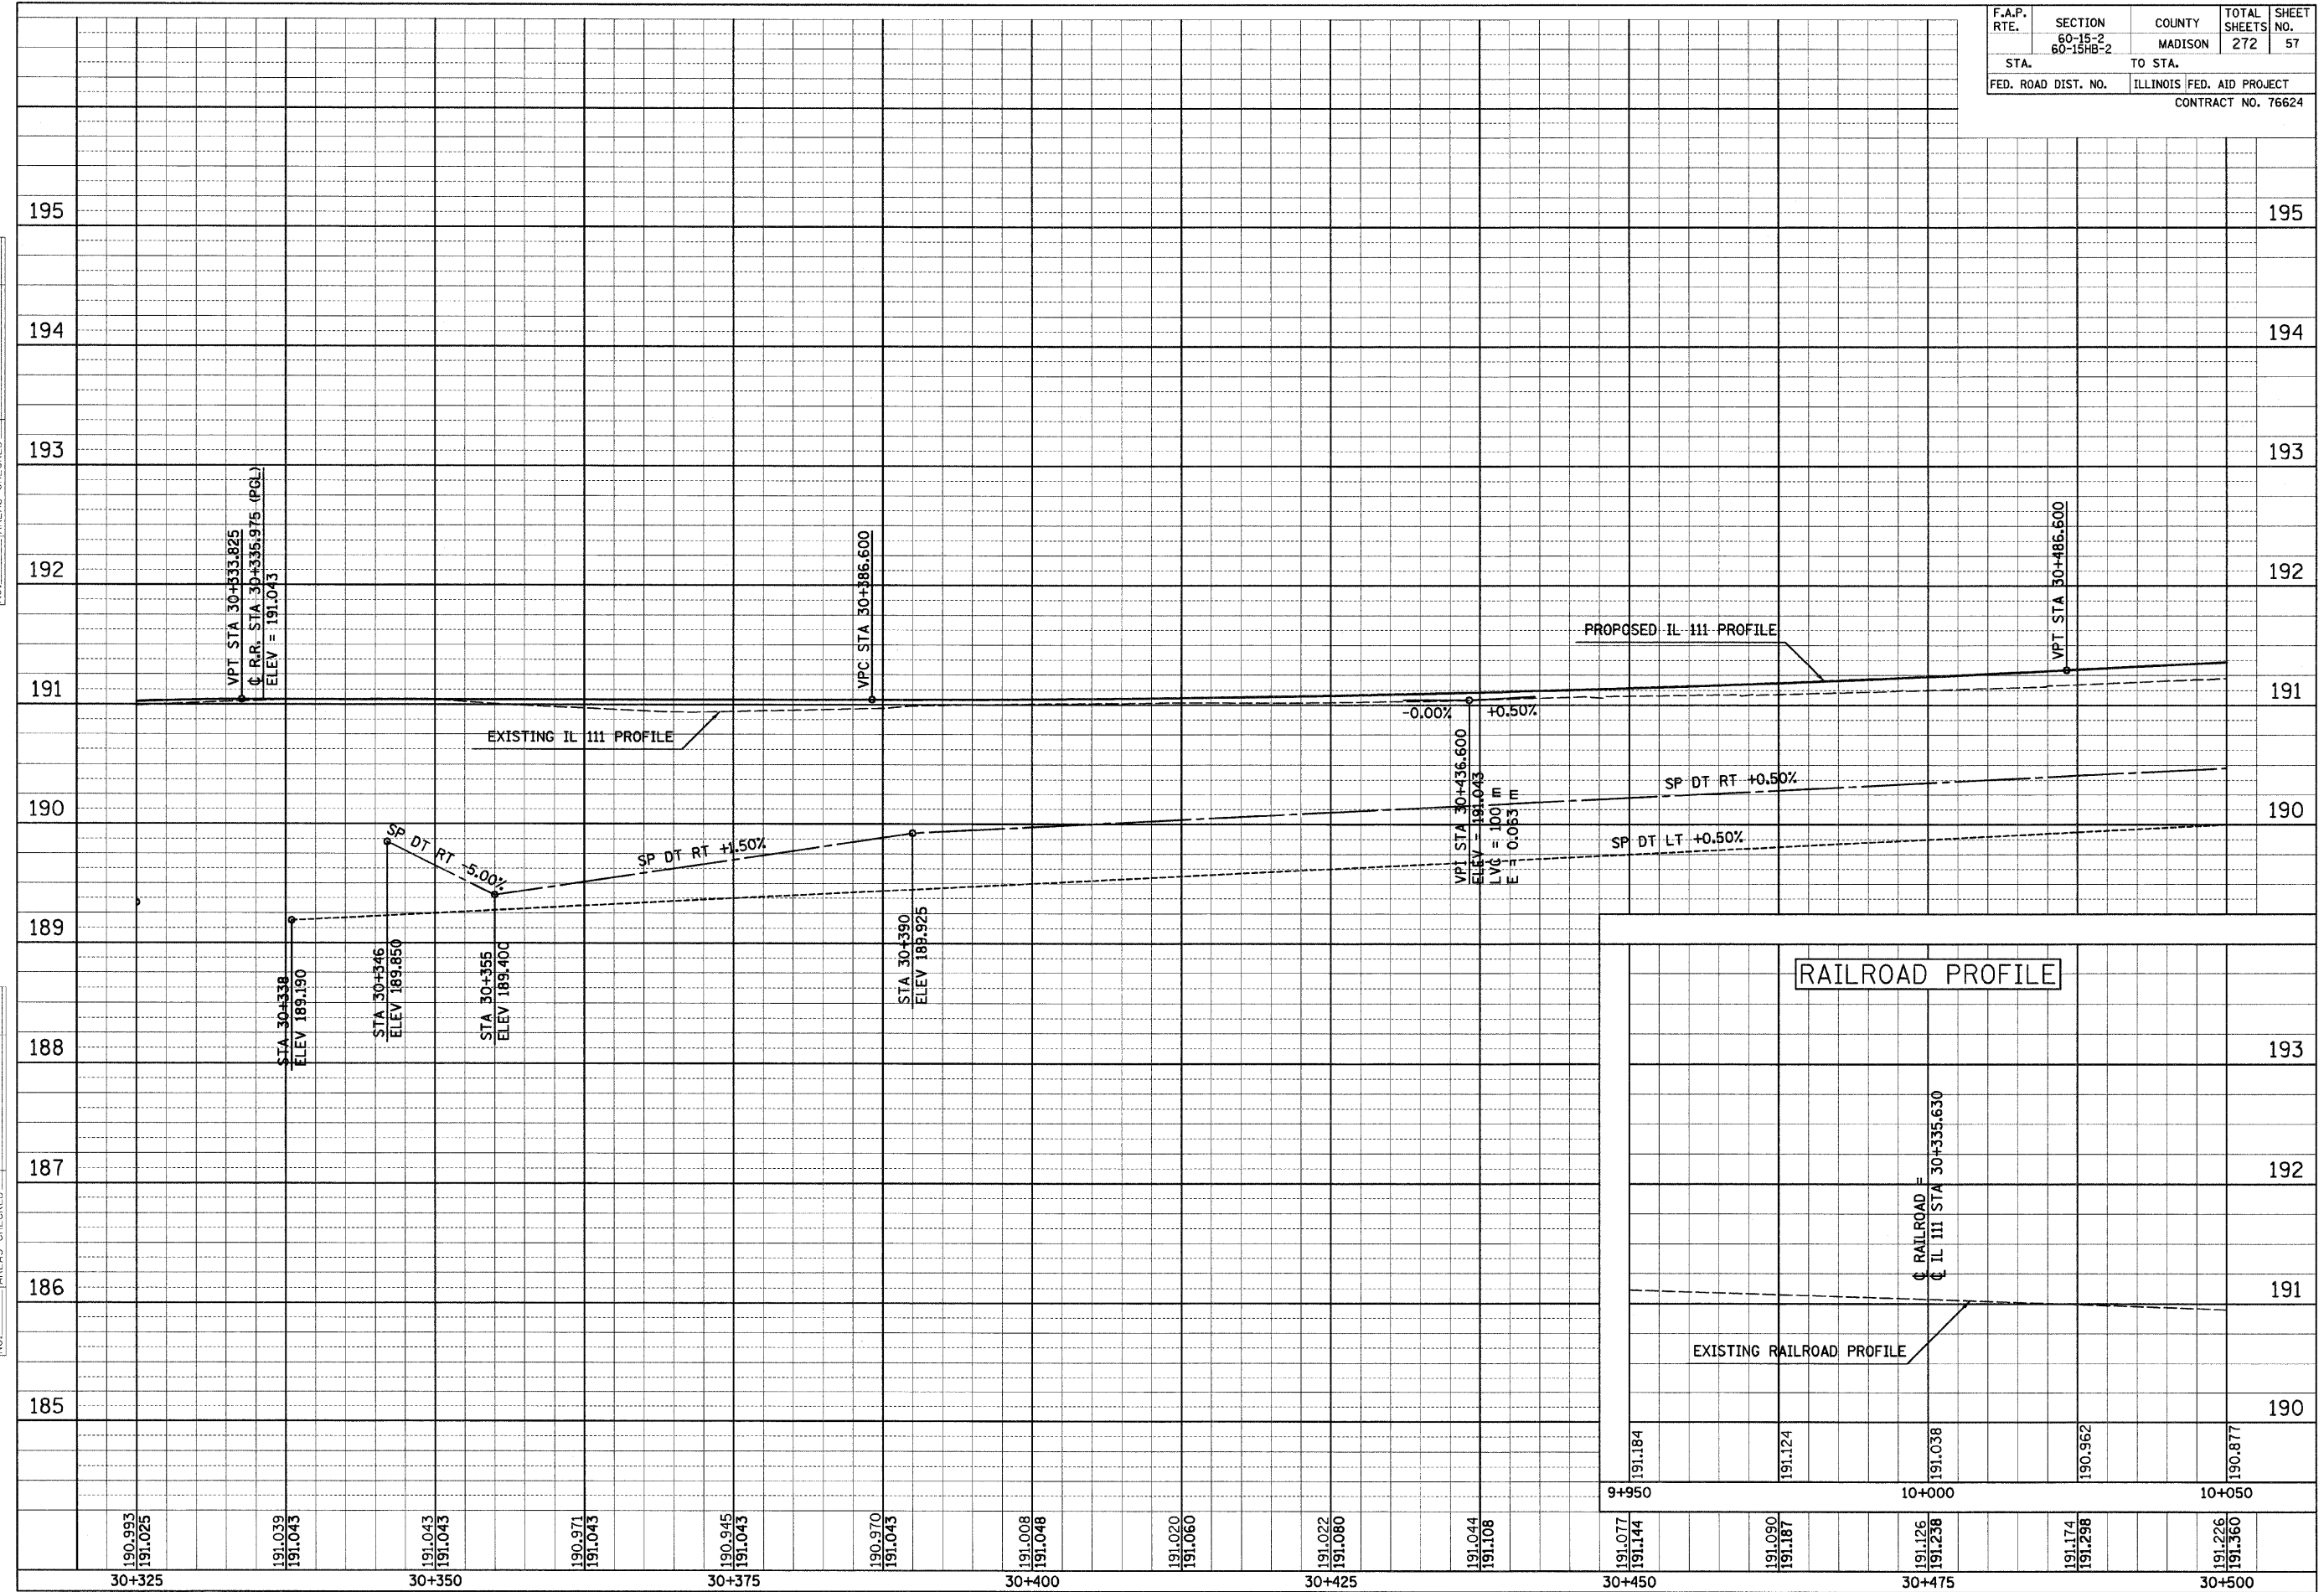 F.A.P. RTE.
SECTION
COUNTY
TOTAL SHEETS
SHEET NO.
60-15-2
60-15HB-2
MADISON
272
57
STA.
TO STA.
FED. ROAD DIST. NO.
ILLINOIS
FED. AID PROJECT
CONTRACT NO. 76624
195
195
194
194
193
193
192
192
191
191
190
190
189
188
187
186
185
VPT STA 30+333.825
℄ R.R. STA 30+335.975 (PGL)
ELEV = 191.043
VPC STA 30+386.600
PROPOSED IL 111 PROFILE
VPT STA 30+486.600
EXISTING IL 111 PROFILE
-0.00%
+0.50%
VPI STA 30+436.600
ELEV = 191.043
LVC = 100 m
E = 0.063 m
SP DT RT -5.00%
SP DT RT +1.50%
SP DT RT +0.50%
SP DT LT +0.50%
STA 30+338
ELEV 189.190
STA 30+346
ELEV 189.850
STA 30+355
ELEV 189.400
STA 30+390
ELEV 189.925
RAILROAD PROFILE
193
192
191
190
℄ RAILROAD =
℄ IL 111 STA 30+335.630
EXISTING RAILROAD PROFILE
191.184
191.124
191.038
190.962
190.877
9+950
10+000
10+050
190.993
191.025
191.039
191.043
191.043
191.043
190.971
191.043
190.945
191.043
190.970
191.043
191.008
191.048
191.020
191.060
191.022
191.080
191.044
191.108
191.077
191.144
191.090
191.187
191.126
191.238
191.174
191.298
191.226
191.360
30+325
30+350
30+375
30+400
30+425
30+450
30+475
30+500